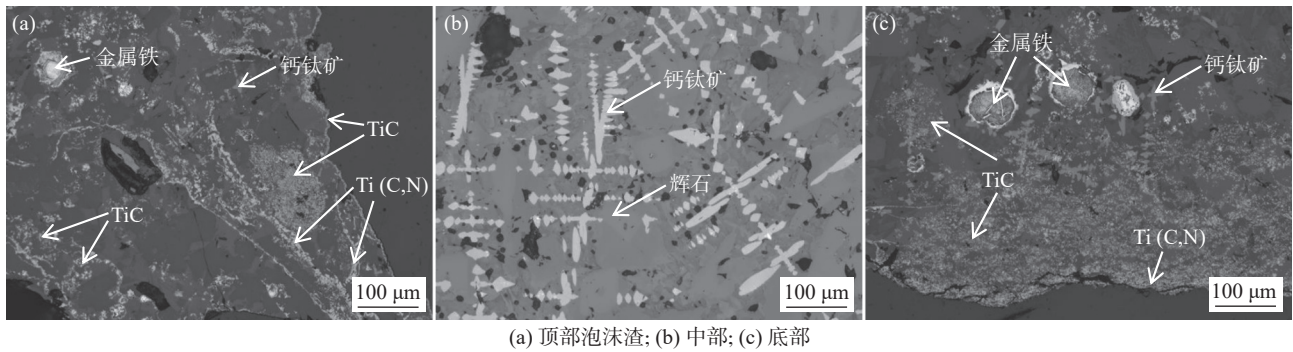 (a)
金属铁
钙钛矿
TiC
Ti (C,N)
TiC
100 μm
(b)
钙钛矿
辉石
100 μm
(c)
金属铁
钙钛矿
TiC
Ti (C,N)
100 μm
(a) 顶部泡沫渣; (b) 中部; (c) 底部